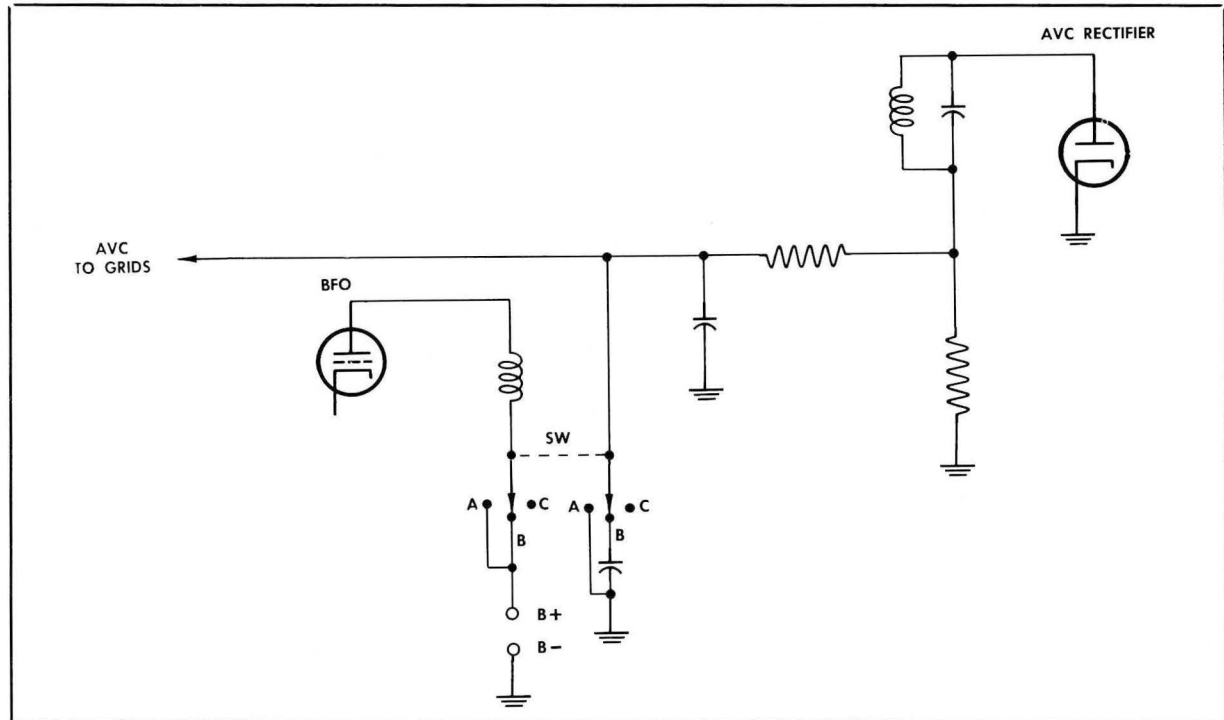 AVC RECTIFIER
AVC
TO GRIDS
BFO
SW
A
C
B
A
C
B
B+
B−